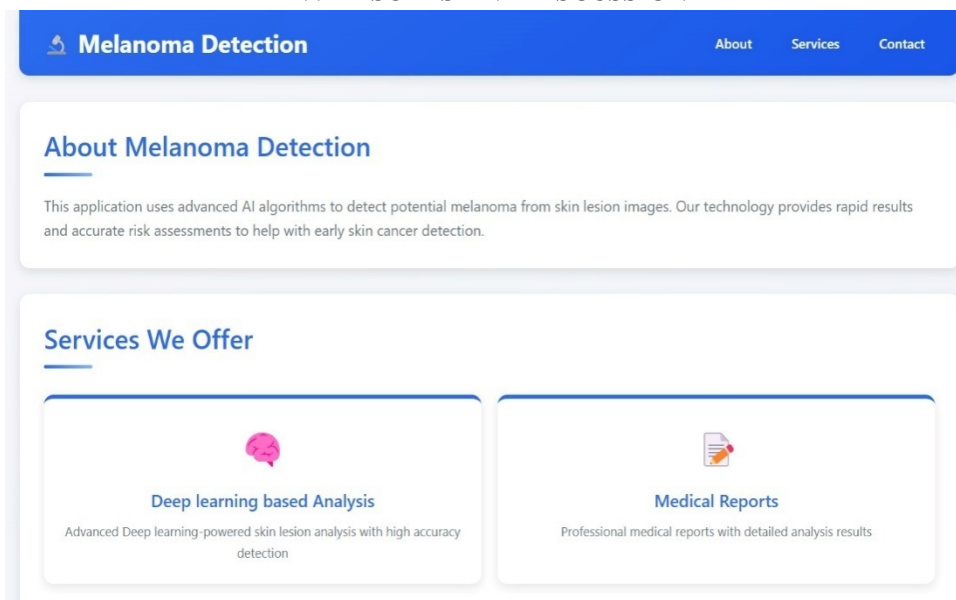 Melanoma Detection
About Services Contact
About Melanoma Detection
This application uses advanced AI algorithms to detect potential melanoma from skin lesion images. Our technology provides rapid results
and accurate risk assessments to help with early skin cancer detection.
Services We Offer
Deep learning based Analysis
Advanced Deep learning-powered skin lesion analysis with high accuracy
detection
Medical Reports
Professional medical reports with detailed analysis results